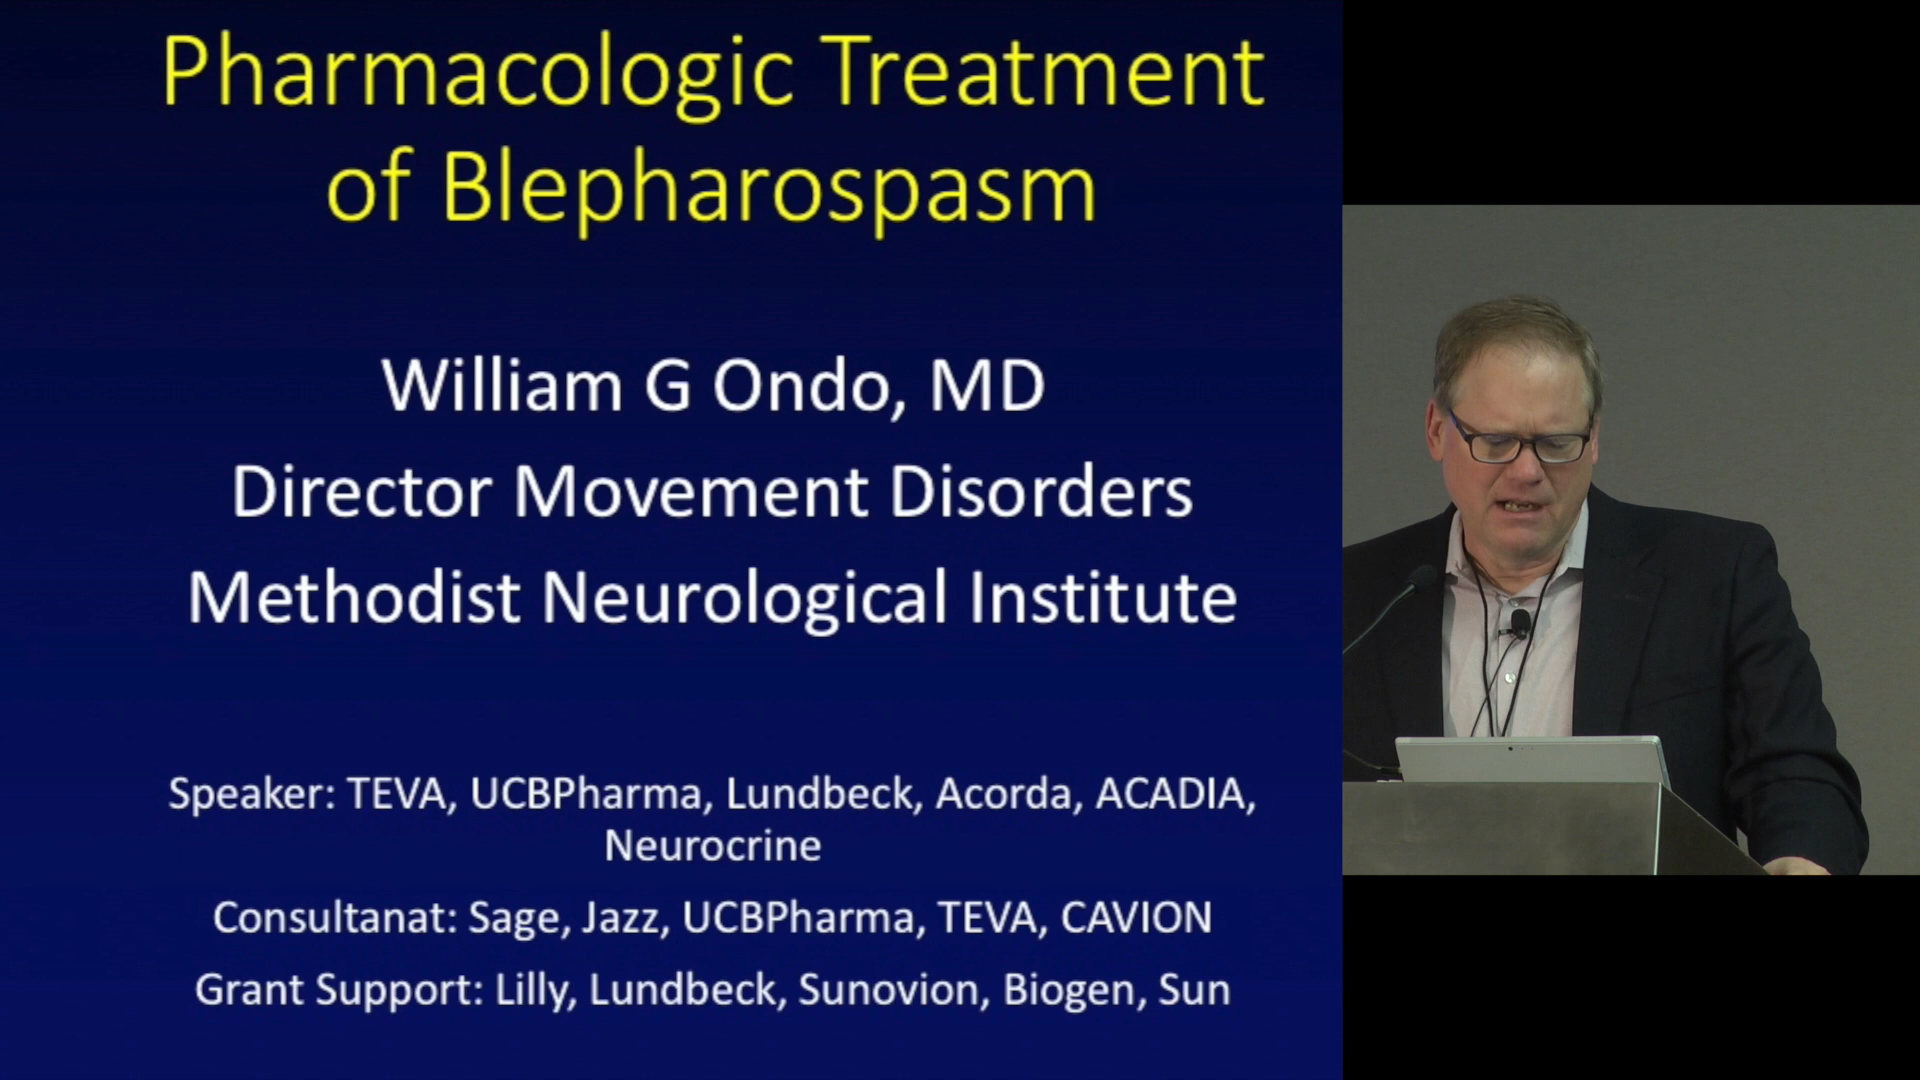 Pharmacologic Treatment
of Blepharospasm
William G Ondo, MD
Director Movement Disorders
Methodist Neurological Institute
Speaker: TEVA, UCBPharma, Lundbeck, Acorda, ACADIA,
Neurocrine
Consultanat: Sage, Jazz, UCBPharma, TEVA, CAVION
Grant Support: Lilly, Lundbeck, Sunovion, Biogen, Sun